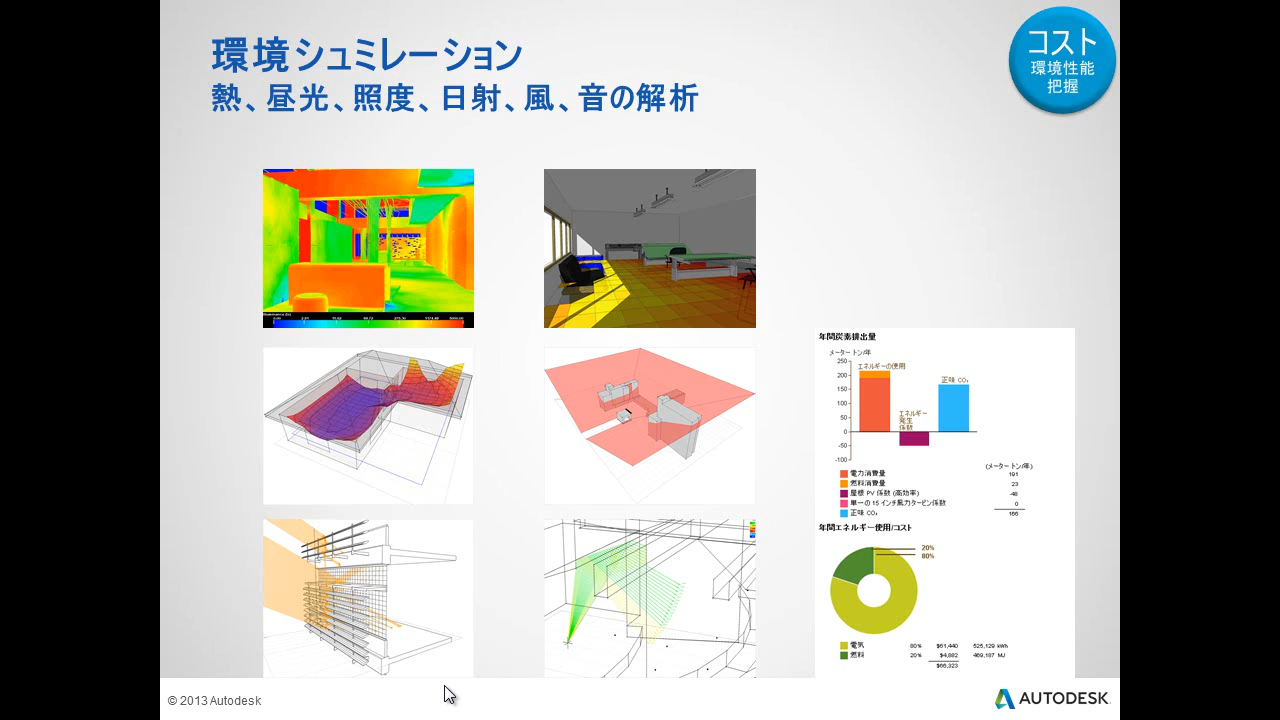 環境シュミレーション
熱、昼光、照度、日射、風、音の解析
コスト
環境性能
把握
年間炭素排出量
メータートン/年
250
200
150
100
50
0
-50
-100
エネルギーの使用
エネルギー
発生
係数
正味 CO₂
(メータートン/年)
電力消費量 191
燃料消費量 23
屋根 PV 係数 (高効率) -48
単一の 15 インチ風力タービン係数 0
正味 CO₂ 166
年間エネルギー使用/コスト
20%
80%
電気 80% $61,440 525,129 kWh
燃料 20% $4,882 469,187 MJ
$66,323
© 2013 Autodesk
AUTODESK